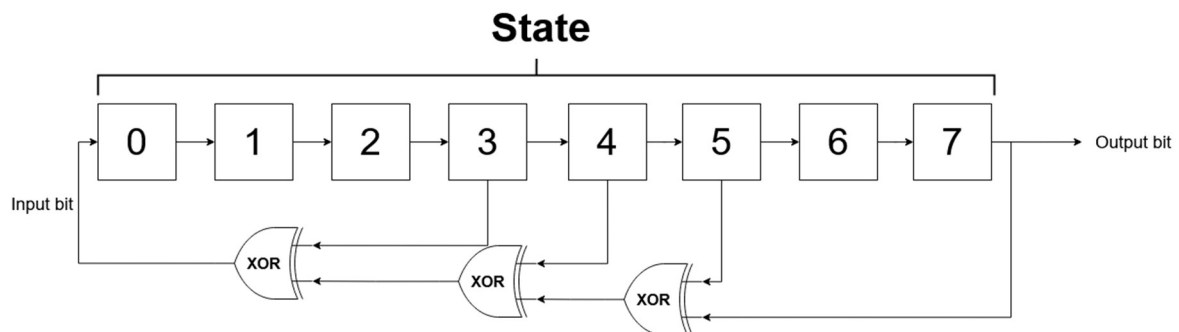 State
0 1 2 3 4 5 6 7
Output bit
Input bit
XOR
XOR
XOR